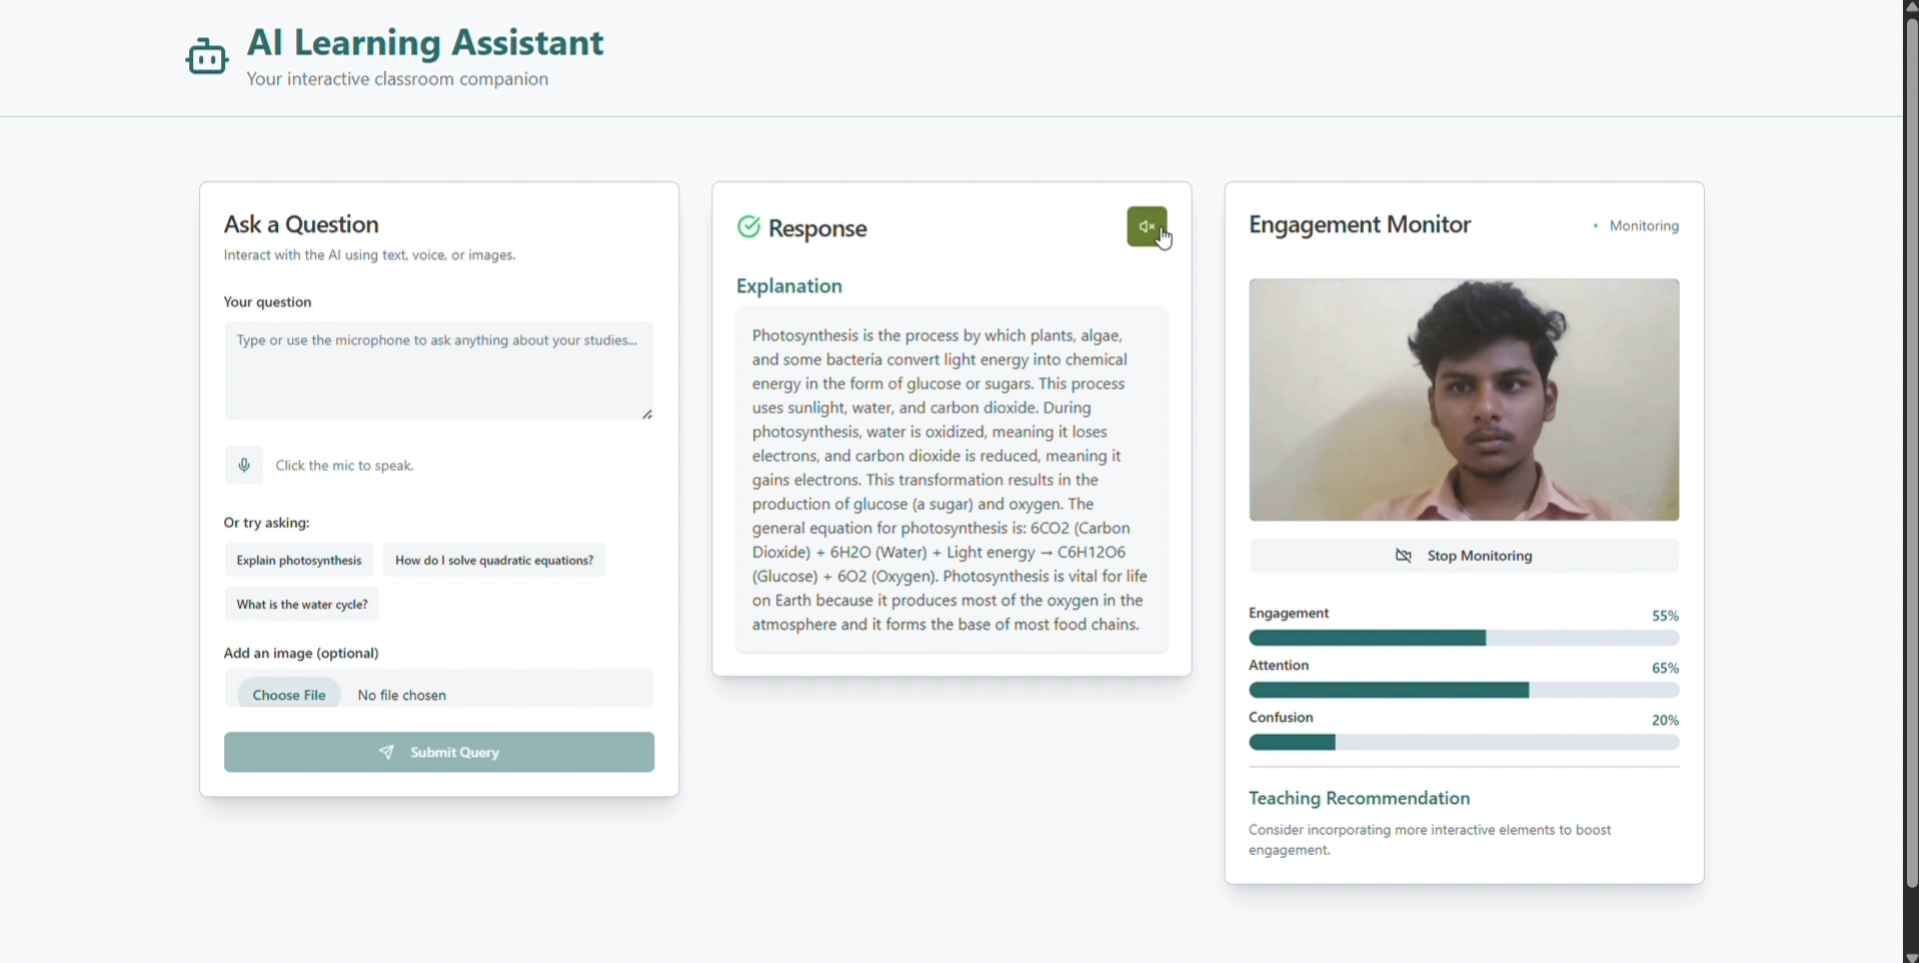 AI Learning Assistant
Your interactive classroom companion
Ask a Question
Interact with the AI using text, voice, or images.
Your question
Type or use the microphone to ask anything about your studies...
Click the mic to speak.
Or try asking:
Explain photosynthesis
How do I solve quadratic equations?
What is the water cycle?
Add an image (optional)
Choose File No file chosen
Submit Query
Response
Explanation
Photosynthesis is the process by which plants, algae,
and some bacteria convert light energy into chemical
energy in the form of glucose or sugars. This process
uses sunlight, water, and carbon dioxide. During
photosynthesis, water is oxidized, meaning it loses
electrons, and carbon dioxide is reduced, meaning it
gains electrons. This transformation results in the
production of glucose (a sugar) and oxygen. The
general equation for photosynthesis is: 6CO2 (Carbon
Dioxide) + 6H2O (Water) + Light energy → C6H12O6
(Glucose) + 6O2 (Oxygen). Photosynthesis is vital for life
on Earth because it produces most of the oxygen in the
atmosphere and it forms the base of most food chains.
Engagement Monitor
• Monitoring
Stop Monitoring
Engagement 55%
Attention 65%
Confusion 20%
Teaching Recommendation
Consider incorporating more interactive elements to boost
engagement.